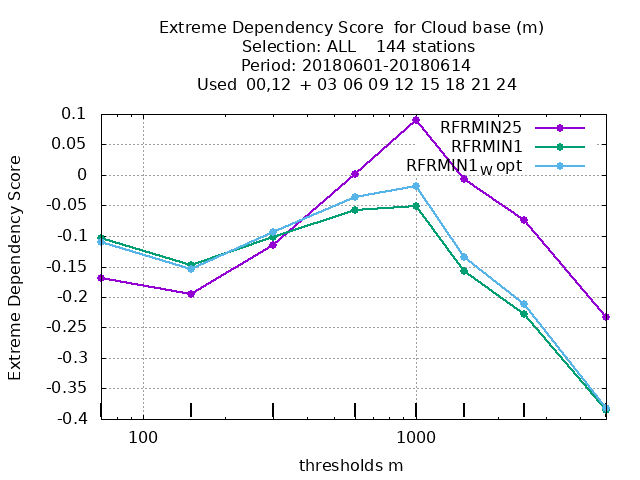 Extreme Dependency Score for Cloud base (m)
Selection: ALL 144 stations
Period: 20180601-20180614
Used 00,12 + 03 06 09 12 15 18 21 24
RFRMIN25
RFRMIN1
RFRMIN1W opt
Extreme Dependency Score
0.1
0.05
0
-0.05
-0.1
-0.15
-0.2
-0.25
-0.3
-0.35
-0.4
100 1000
thresholds m